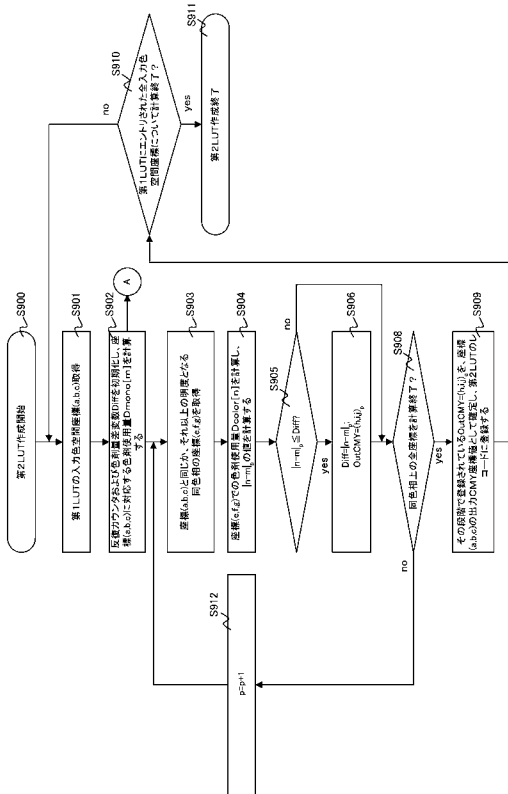 S900
第2LUT作成開始
S901
第1LUTの入力色空間座標(a,b,c)取得
S902
反復カウンタおよび色剤量差変数Diffを初期化し、座
標(a,b,c)に対応する色剤使用量Dmono[m]を計算
する
A
S903
座標(a,b,c)と同じか、それ以上の明度となる
同色相の座標(e,f,g)を取得
S904
座標(e,f,g)での色剤使用量Dcolor[n]を計算し、
|n-m|pの値を計算する
S905
|n-m|p≦Diff?
no
yes
S906
Diff=|n-m|p;
OutCMY=(h,i,j)p
S908
同色相上の全座標を計算終了？
no
yes
S909
その段階で登録されているOutCMY=(h,i,j)pを、座標
(a,b,c)の出力CMY座標値として確定し、第2LUTのレ
コードに登録する
S912
p=p+1
S910
第1LUTにエントリされた全入力色
空間座標について計算終了？
no
yes
S911
第2LUT作成終了